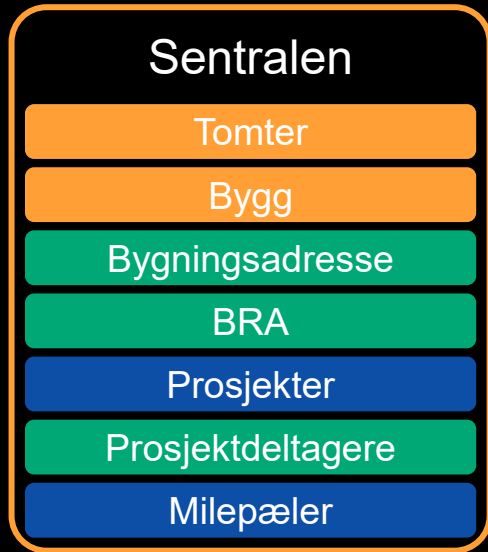 Sentralen
Tomter
Bygg
Bygningsadresse
BRA
Prosjekter
Prosjektdeltagere
Milepæler